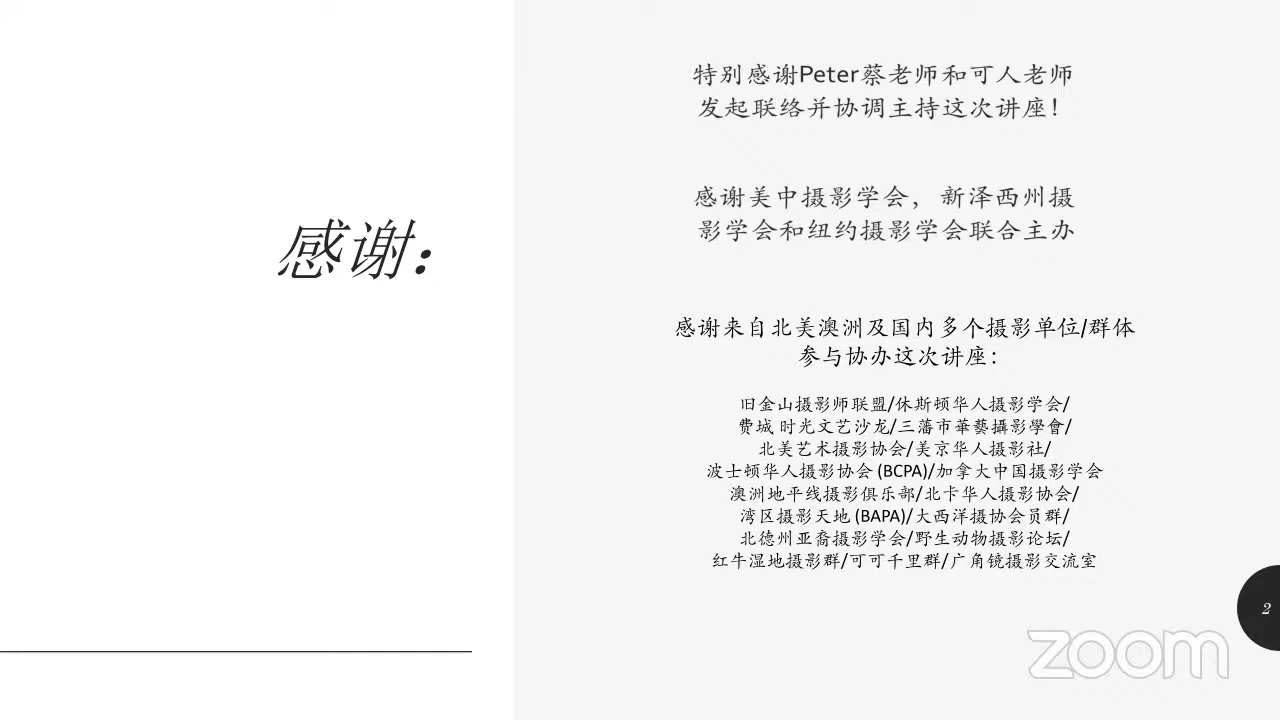 感谢：
特别感谢Peter蔡老师和可人老师
发起联络并协调主持这次讲座！
感谢美中摄影学会，新泽西州摄
影学会和纽约摄影学会联合主办
感谢来自北美澳洲及国内多个摄影单位/群体
参与协办这次讲座：
旧金山摄影师联盟/休斯顿华人摄影学会/
费城 时光文艺沙龙/三藩市華藝攝影學會/
北美艺术摄影协会/美京华人摄影社/
波士顿华人摄影协会 (BCPA)/加拿大中国摄影学会
澳洲地平线摄影俱乐部/北卡华人摄影协会/
湾区摄影天地 (BAPA)/大西洋摄协会员群/
北德州亚裔摄影学会/野生动物摄影论坛/
红牛湿地摄影群/可可千里群/广角镜摄影交流室
2
zoom